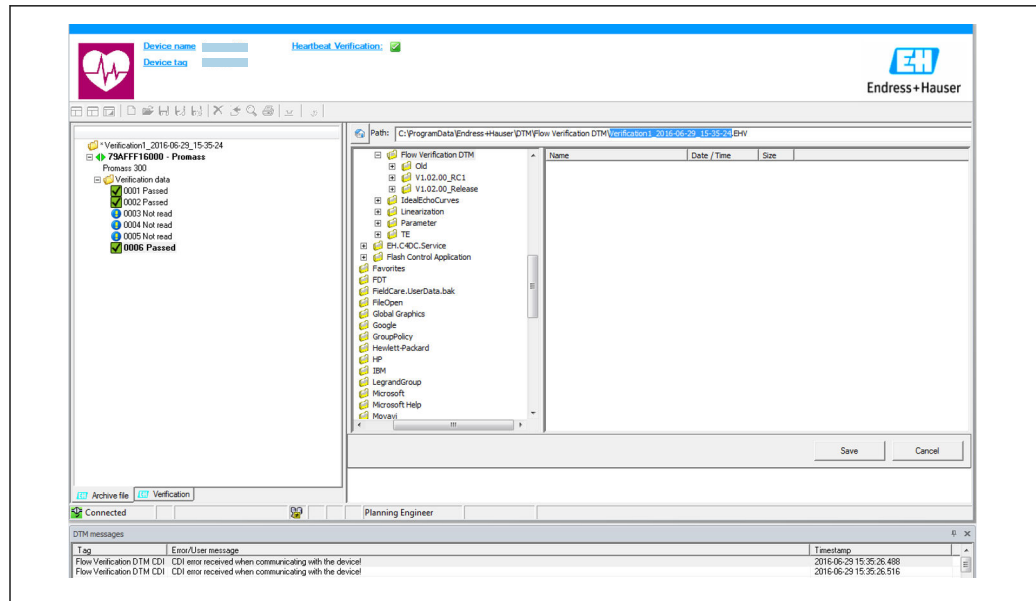 Device name
Heartbeat Verification:
Device tag
EH
Endress+Hauser
Path: C:\ProgramData\Endress+Hauser\DTM\Flow Verification DTM\Verification1_2016-06-29_15-35-24.EHV
* Verification1_2016-06-29_15-35-24
79AFFF16000 - Promass
Promass 300
Verification data
0001 Passed
0002 Passed
0003 Not read
0004 Not read
0005 Not read
0006 Passed
Flow Verification DTM
Old
V1.02.00_RC1
V1.02.00_Release
IdealEchoCurves
Linearization
Parameter
TE
EH.C4DC.Service
Flash Control Application
Favorites
FDT
FieldCare.UserData.bak
FileOpen
Global Graphics
Google
GroupPolicy
Hewlett-Packard
HP
IBM
LegrandGroup
Microsoft
Microsoft Help
Movavi
Name Date / Time Size
Save Cancel
Archive file Verification
Connected Planning Engineer
DTM messages
Tag Error/User message Timestamp
Flow Verification DTM CDI CDI error received when communicating with the device! 2016-06-29 15:35:26.488
Flow Verification DTM CDI CDI error received when communicating with the device! 2016-06-29 15:35:26.516